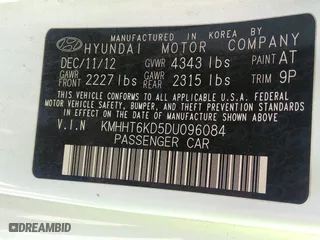 MANUFACTURED IN KOREA BY
HYUNDAI MOTOR COMPANY
DEC/11/12 GVWR 4343 lbs PAINT AT
GAWR FRONT 2227 lbs GAWR REAR 2315 lbs TRIM 9P
THIS VEHICLE CONFORMS TO ALL APPLICABLE
FEDERAL MOTOR VEHICLE SAFETY,
BUMPER, AND THEFT
PREVENTION STANDARDS IN EFFECT ON THE
DATE OF MANUFACTURE SHOWN ABOVE.
V.I.N KMHHT6KD5DU096084
PASSENGER CAR
DREAMBID